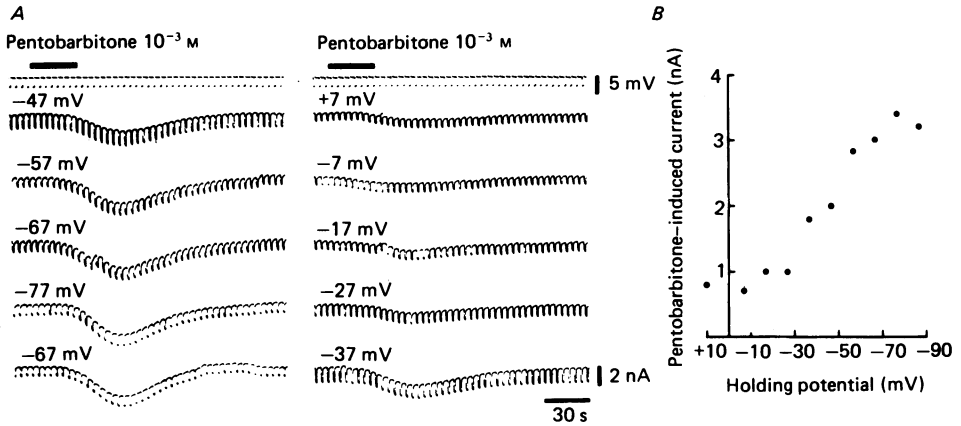 A
Pentobarbitone 10⁻³ M
Pentobarbitone 10⁻³ M
5 mV
−47 mV
+7 mV
−57 mV
−7 mV
−67 mV
−17 mV
−77 mV
−27 mV
−67 mV
−37 mV
2 nA
30 s
B
Pentobarbitone–induced current (nA)
4
3
2
1
+10 −10 −30 −50 −70 −90
Holding potential (mV)